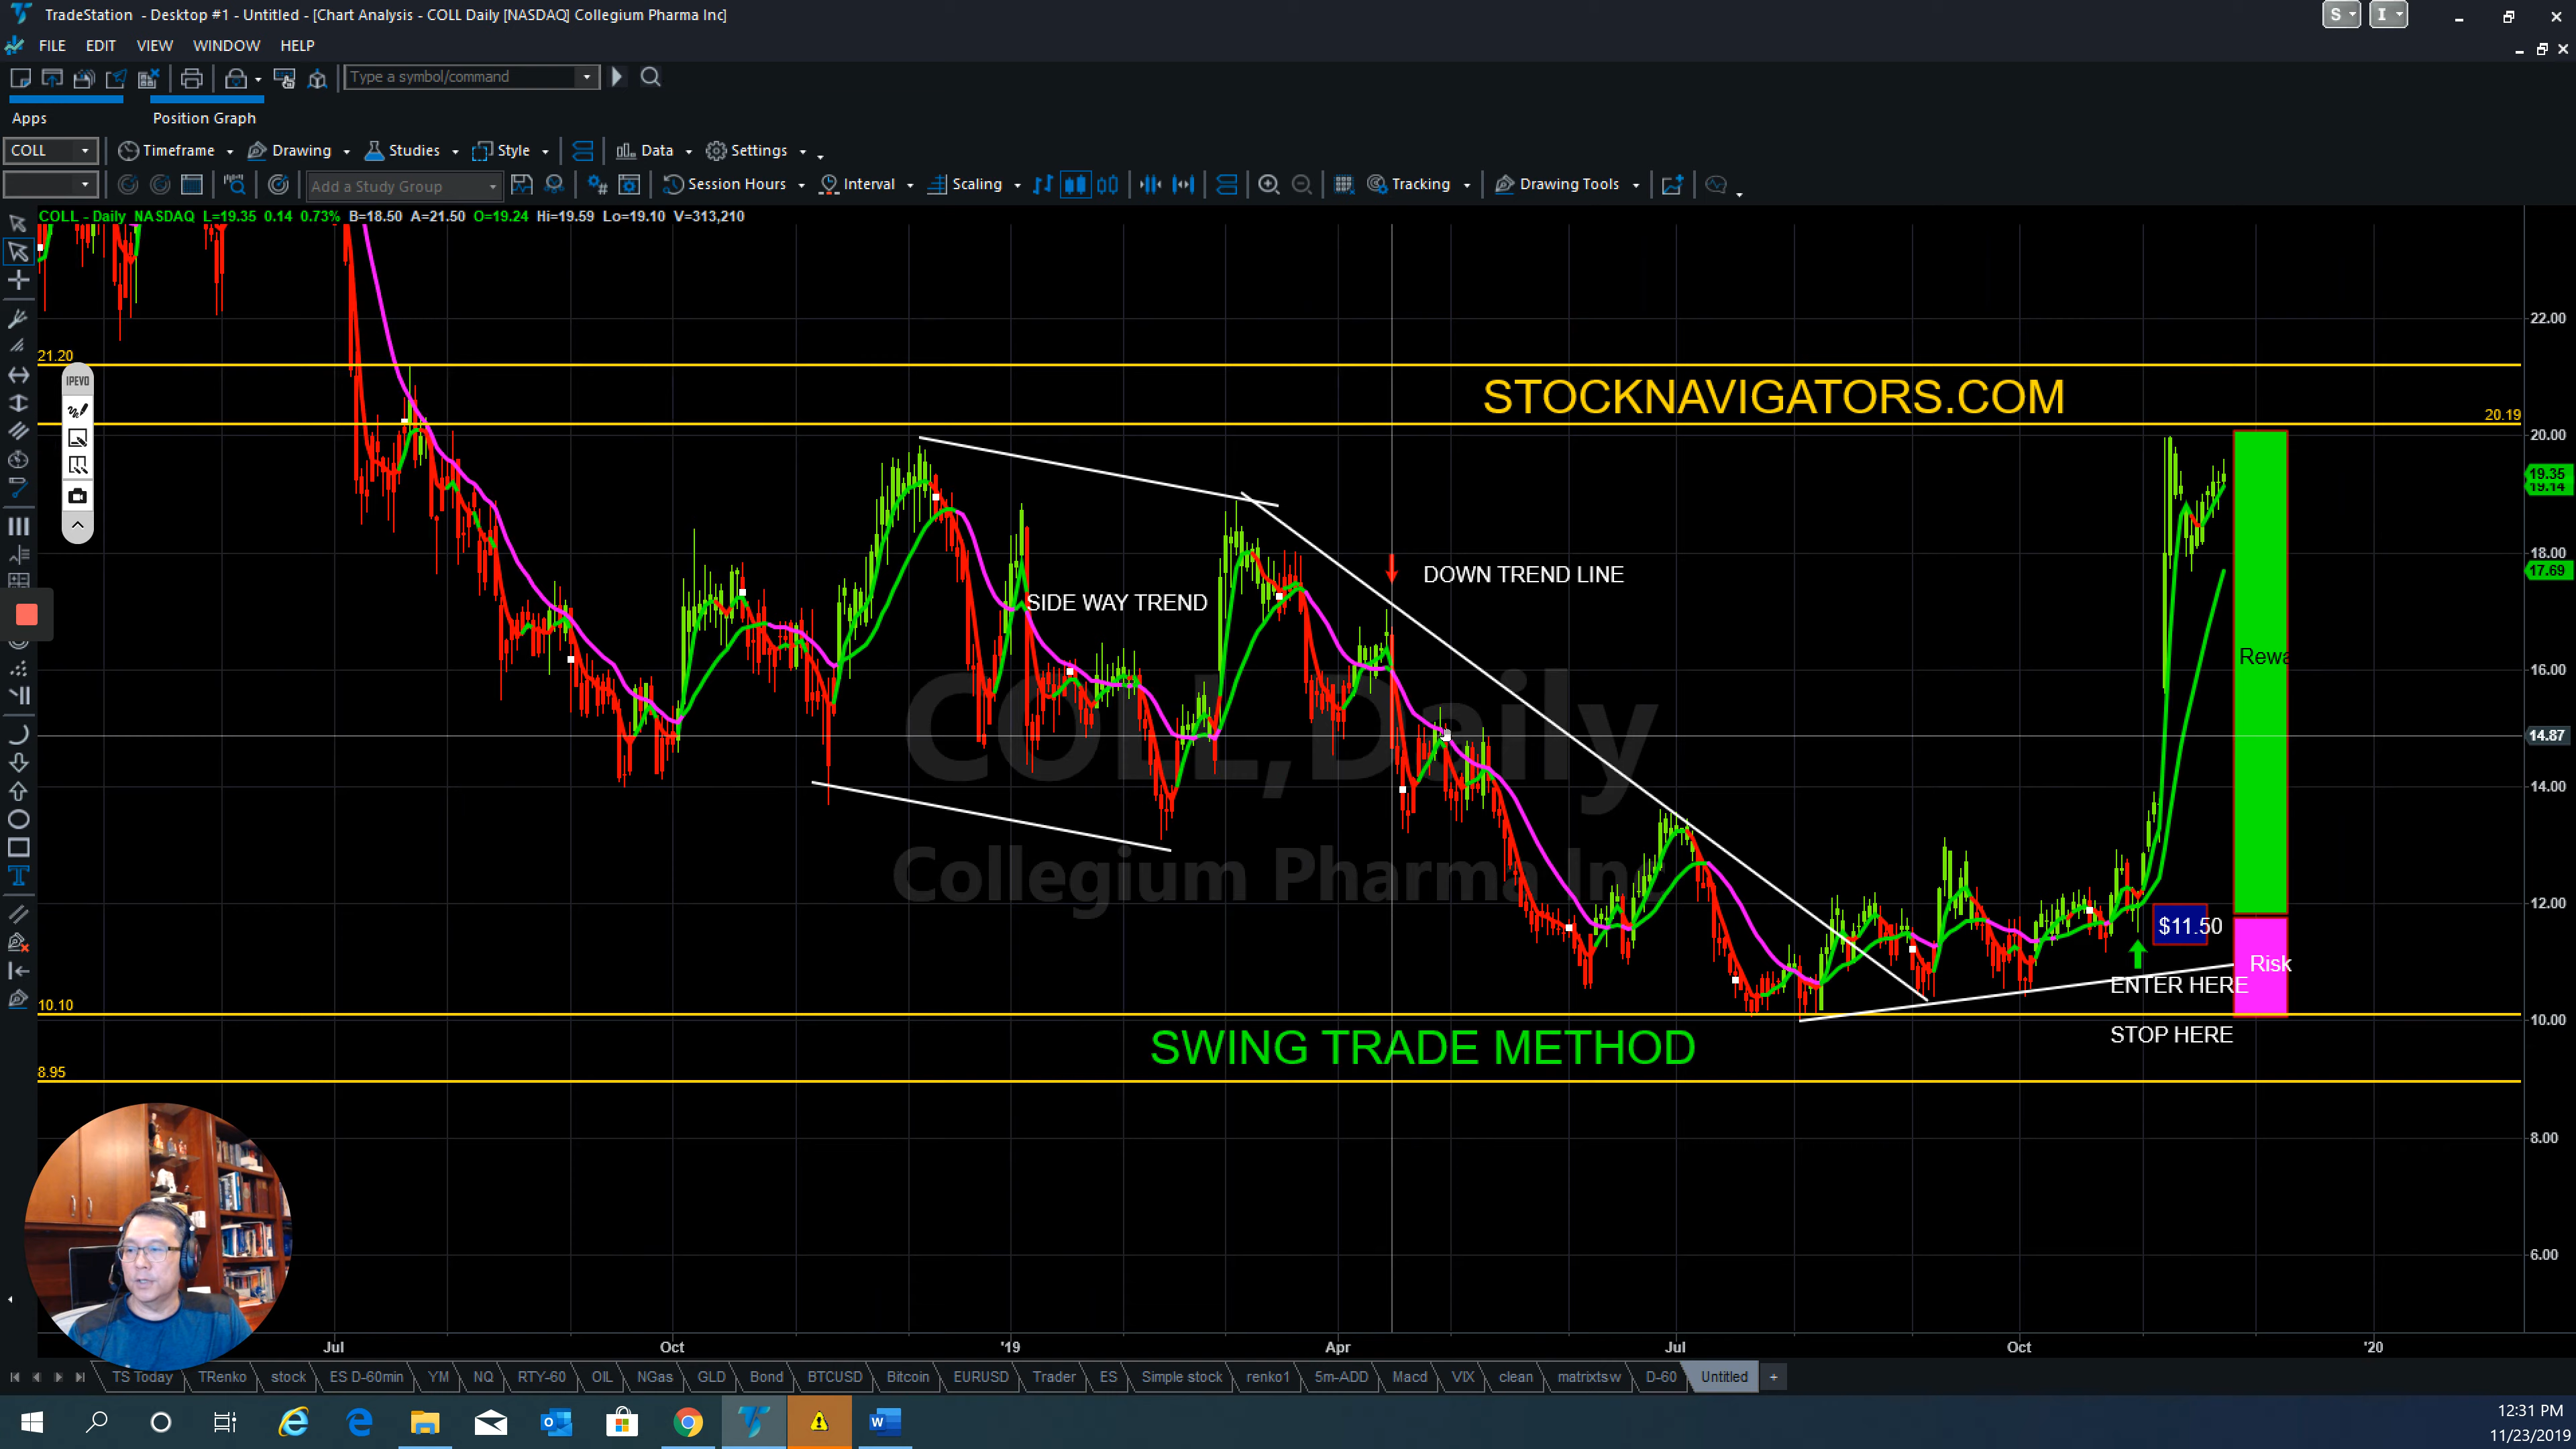 TradeStation - Desktop #1 - Untitled - [Chart Analysis - COLL Daily [NASDAQ] Collegium Pharma Inc]
S I
FILE EDIT VIEW WINDOW HELP
Type a symbol/command
Apps Position Graph
COLL Timeframe Drawing Studies Style Data Settings
Add a Study Group Session Hours Interval Scaling Tracking Drawing Tools
COLL - Daily NASDAQ L=19.35 0.14 0.73% B=18.50 A=21.50 O=19.24 Hi=19.59 Lo=19.10 V=313,210
22.00
21.20
IPEVO
STOCKNAVIGATORS.COM
20.19
20.00
19.35
19.14
18.00
17.69
DOWN TREND LINE
SIDE WAY TREND
16.00
Rewa
COLL,Daily
14.87
14.00
Collegium Pharma Inc
12.00
$11.50
Risk
ENTER HERE
10.10
10.00
STOP HERE
SWING TRADE METHOD
8.95
8.00
6.00
Jul Oct '19 Apr Jul Oct '20
TS Today TRenko stock ES D-60min YM NQ RTY-60 OIL NGas GLD Bond BTCUSD Bitcoin EURUSD Trader ES Simple stock renko1 5m-ADD Macd VIX clean matrixtsw D-60 Untitled +
12:31 PM
11/23/2019